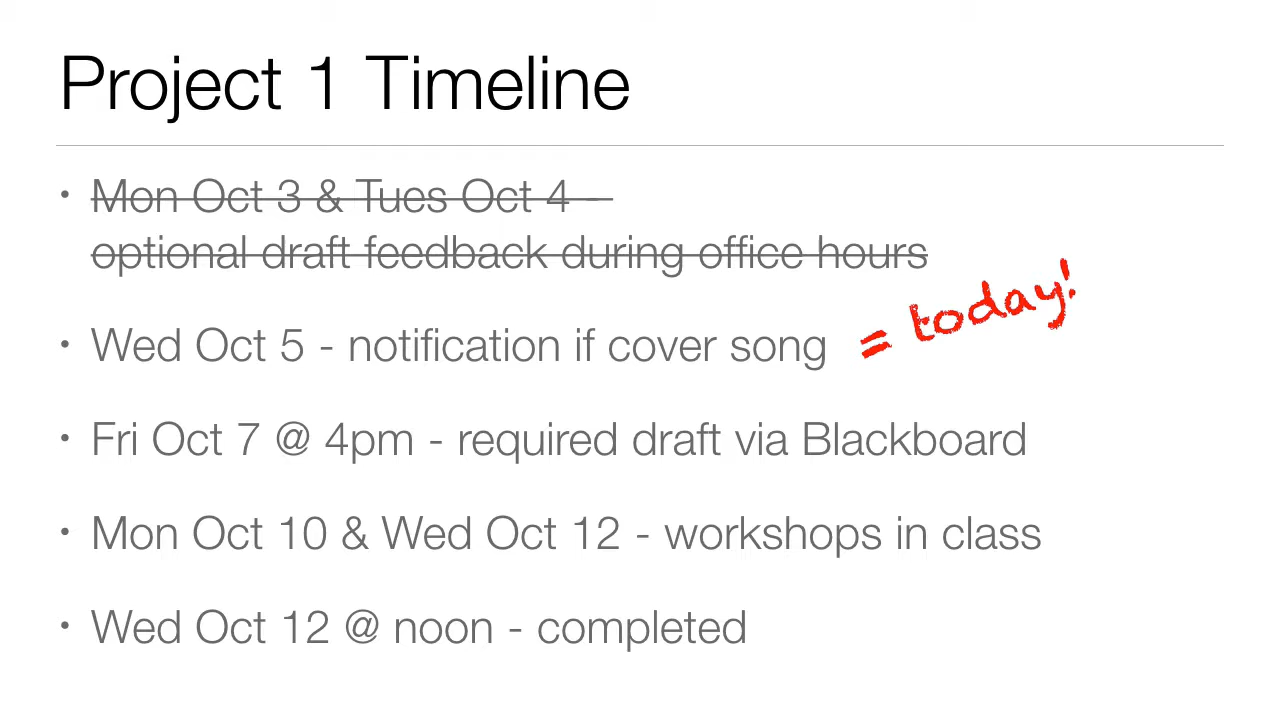 Project 1 Timeline
• Mon Oct 3 & Tues Oct 4 -
optional draft feedback during office hours
• Wed Oct 5 - notification if cover song = today!
• Fri Oct 7 @ 4pm - required draft via Blackboard
• Mon Oct 10 & Wed Oct 12 - workshops in class
• Wed Oct 12 @ noon - completed